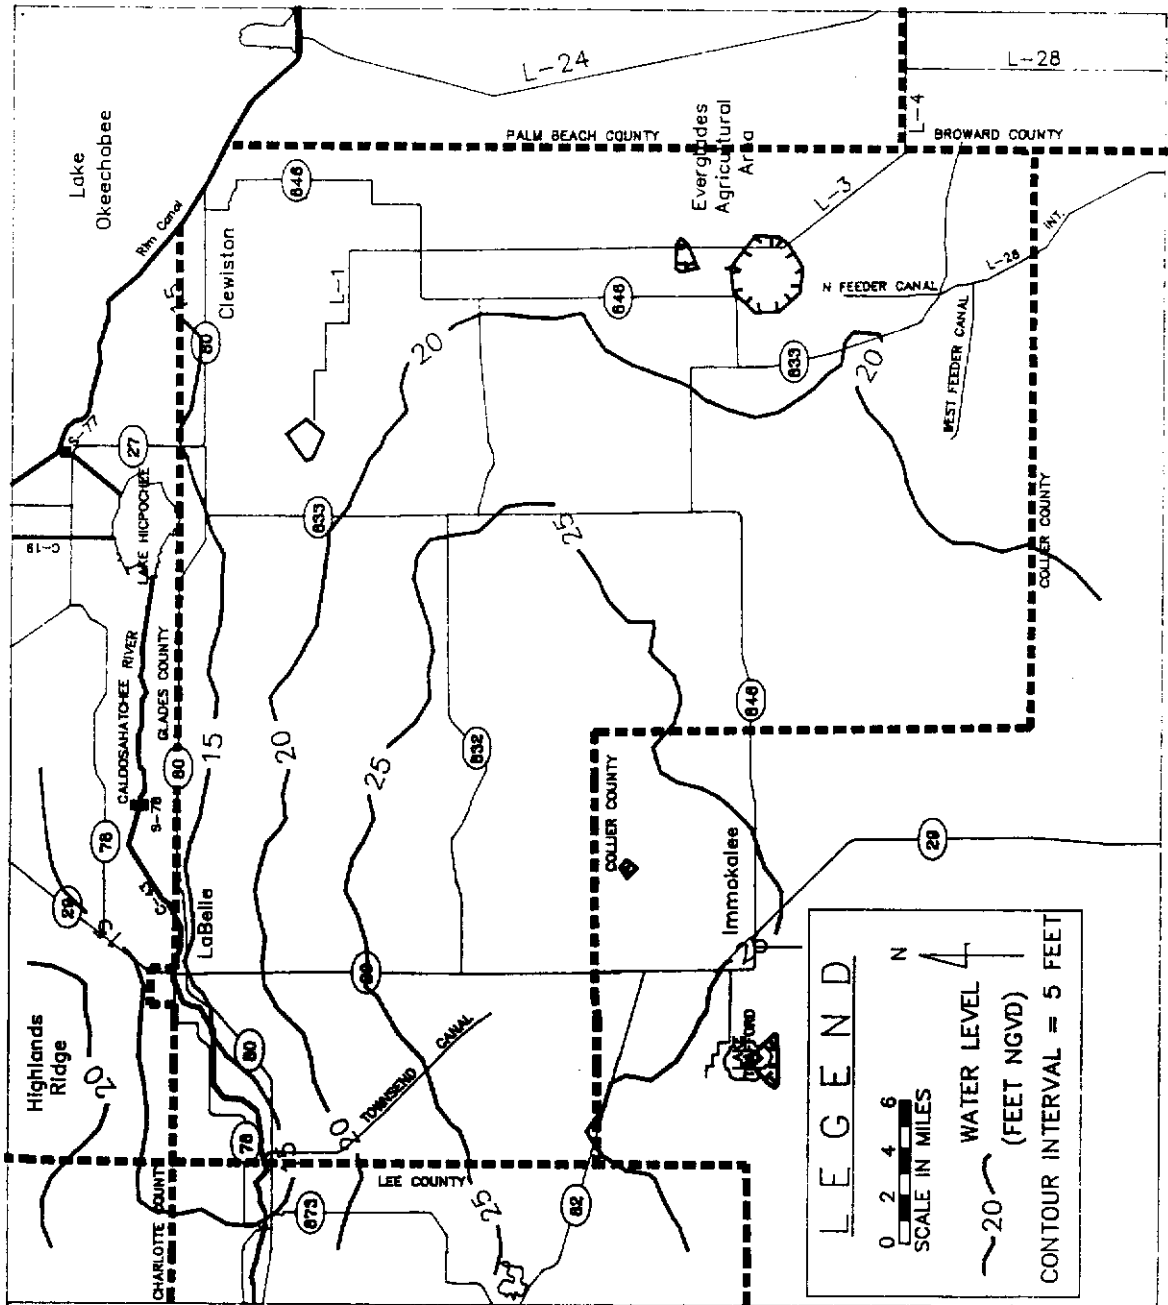 Lake
Okeechobee
Rim Canal
L-24
L-28
L-4
PALM BEACH COUNTY
BROWARD COUNTY
Everglades
Agricultural
Area
L-3
L-28
INT.
N FEEDER CANAL
WEST FEEDER CANAL
COLLIER COUNTY
Clewiston
L-1
846
846
833
20
20
15
80
S-77
27
LAKE HICPOCHEE
C-19
833
25
CALOOSAHATCHEE RIVER
GLADES COUNTY
80
S-78
78
29
C-43
15
15
20
25
832
846
COLLIER COUNTY
Immokalee
29
LaBelle
29
Highlands
Ridge
20
80
78
15
20
TOWNSEND CANAL
LAKE
TRAFFORD
CHARLOTTE COUNTY
LEE COUNTY
873
25
82
LEGEND
0 2 4 6
SCALE IN MILES
N
20
WATER LEVEL
(FEET NGVD)
CONTOUR INTERVAL = 5 FEET